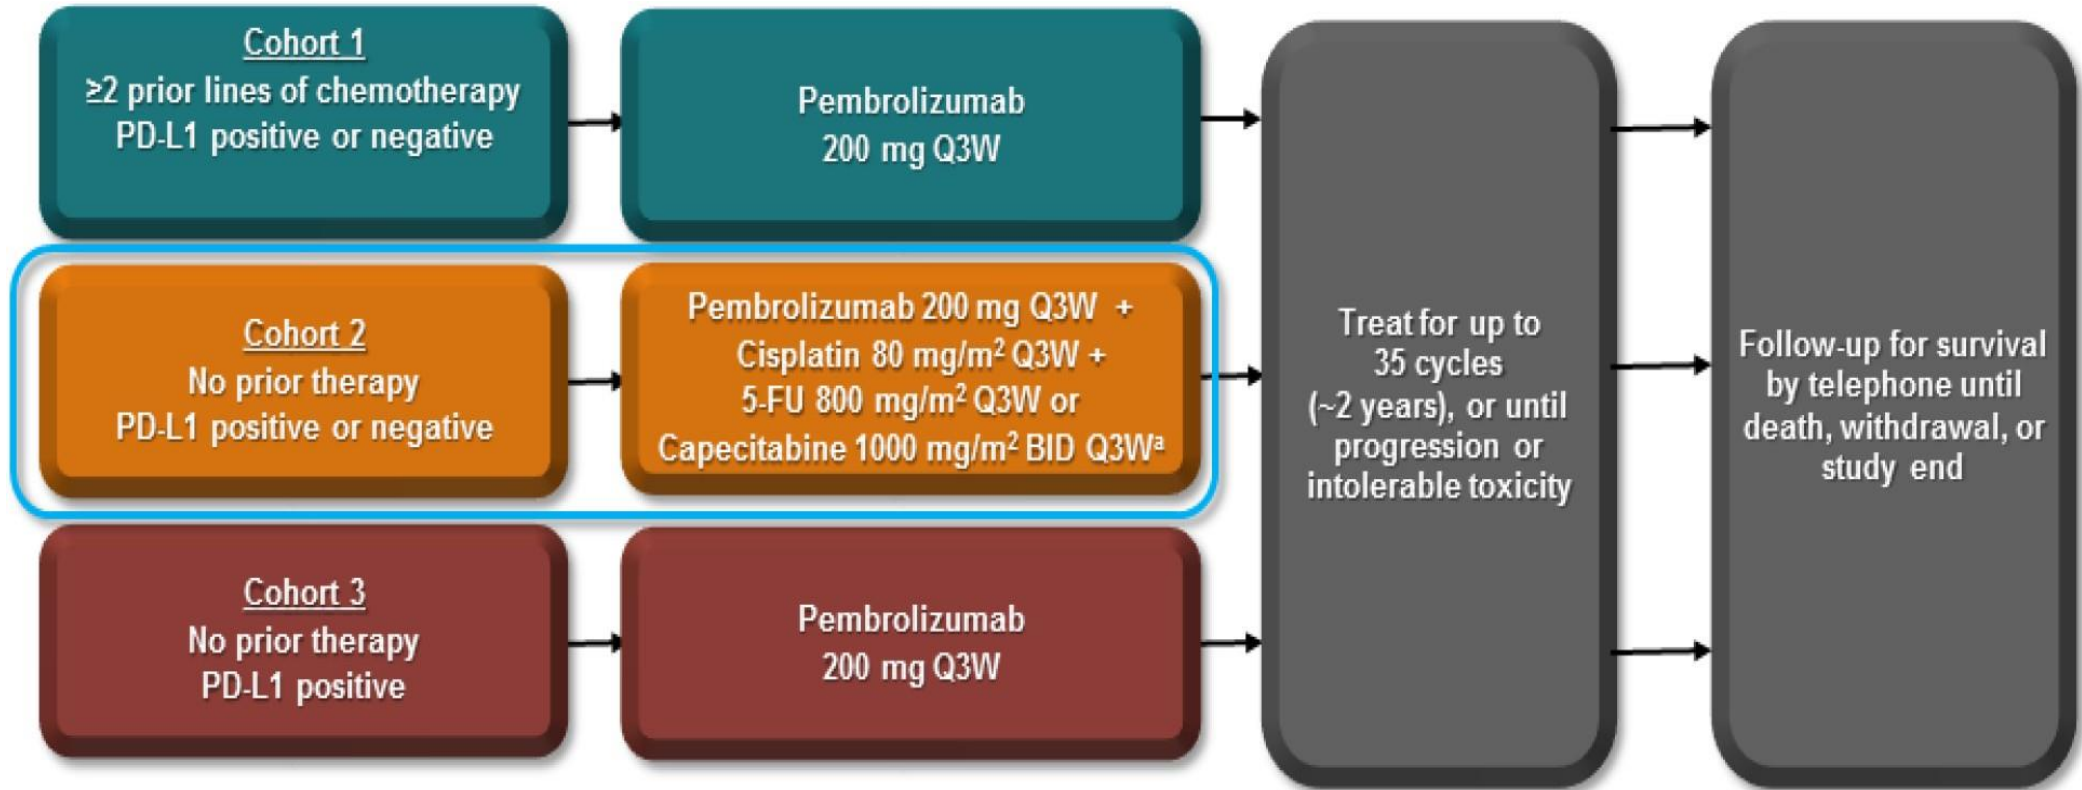 Cohort 1
≥2 prior lines of chemotherapy
PD-L1 positive or negative
Pembrolizumab
200 mg Q3W
Cohort 2
No prior therapy
PD-L1 positive or negative
Pembrolizumab 200 mg Q3W +
Cisplatin 80 mg/m² Q3W +
5-FU 800 mg/m² Q3W or
Capecitabine 1000 mg/m² BID Q3Wᵃ
Cohort 3
No prior therapy
PD-L1 positive
Pembrolizumab
200 mg Q3W
Treat for up to
35 cycles
(~2 years), or until
progression or
intolerable toxicity
Follow-up for survival
by telephone until
death, withdrawal, or
study end